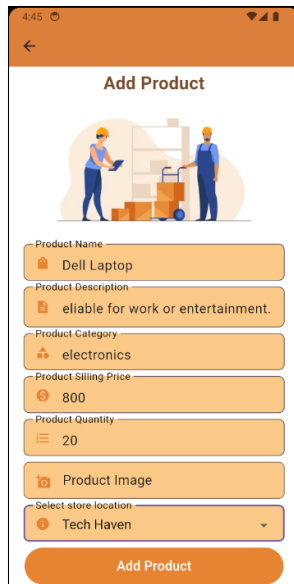 4:45
Add Product
Product Name
Dell Laptop
Product Description
eliable for work or entertainment.
Product Category
electronics
Product Silling Price
800
Product Quantity
20
Product Image
Select store location
Tech Haven
Add Product